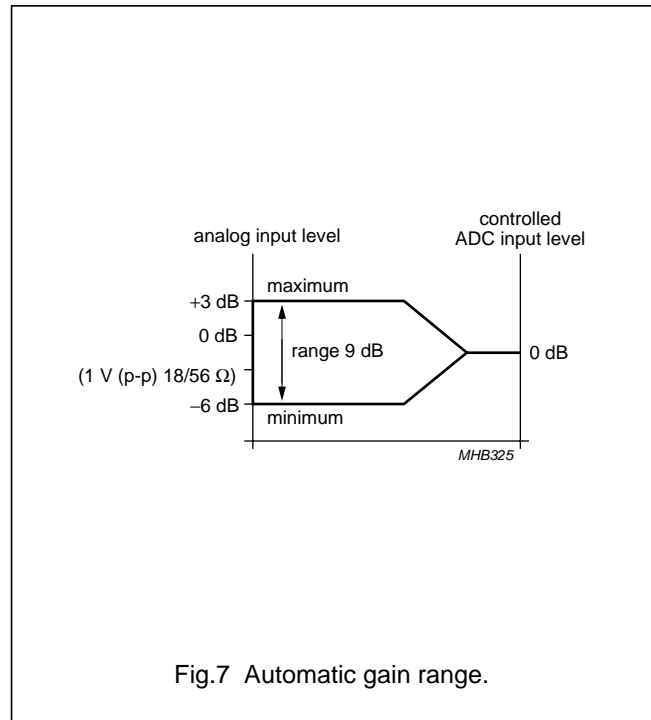 controlled
analog input level ADC input level
maximum
+3 dB
0 dB
range 9 dB
0 dB
(1 V (p-p) 18/56 Ω)
−6 dB
minimum
MHB325
Fig.7 Automatic gain range.